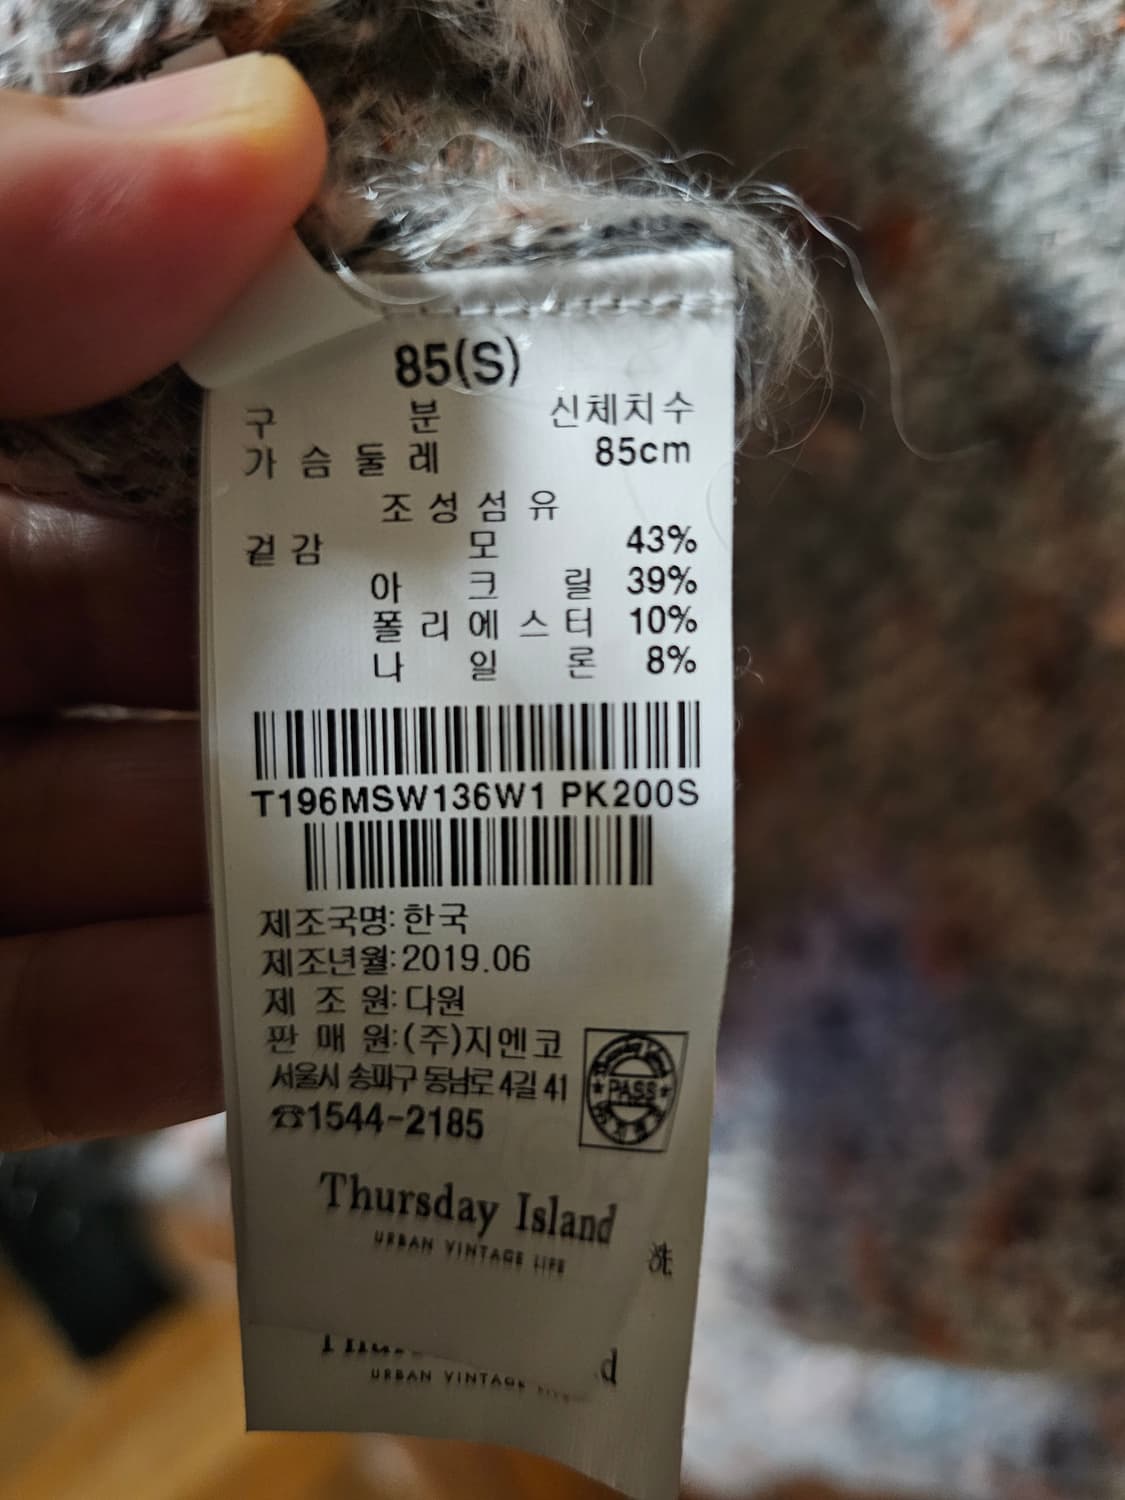 85(S)
구 분 신체치수
가슴둘레 85cm
조성섬유
겉감 모 43%
아크릴 39%
폴리에스터 10%
나일론 8%
T196MSW136W1 PK200S
제조국명: 한국
제조년월: 2019.06
제 조 원: 다원
판 매 원: (주)지엔코
서울시 송파구 동남로 4길 41
☎1544-2185
PASS
Thursday Island
URBAN VINTAGE LIFE
洗
URBAN VINTAGE